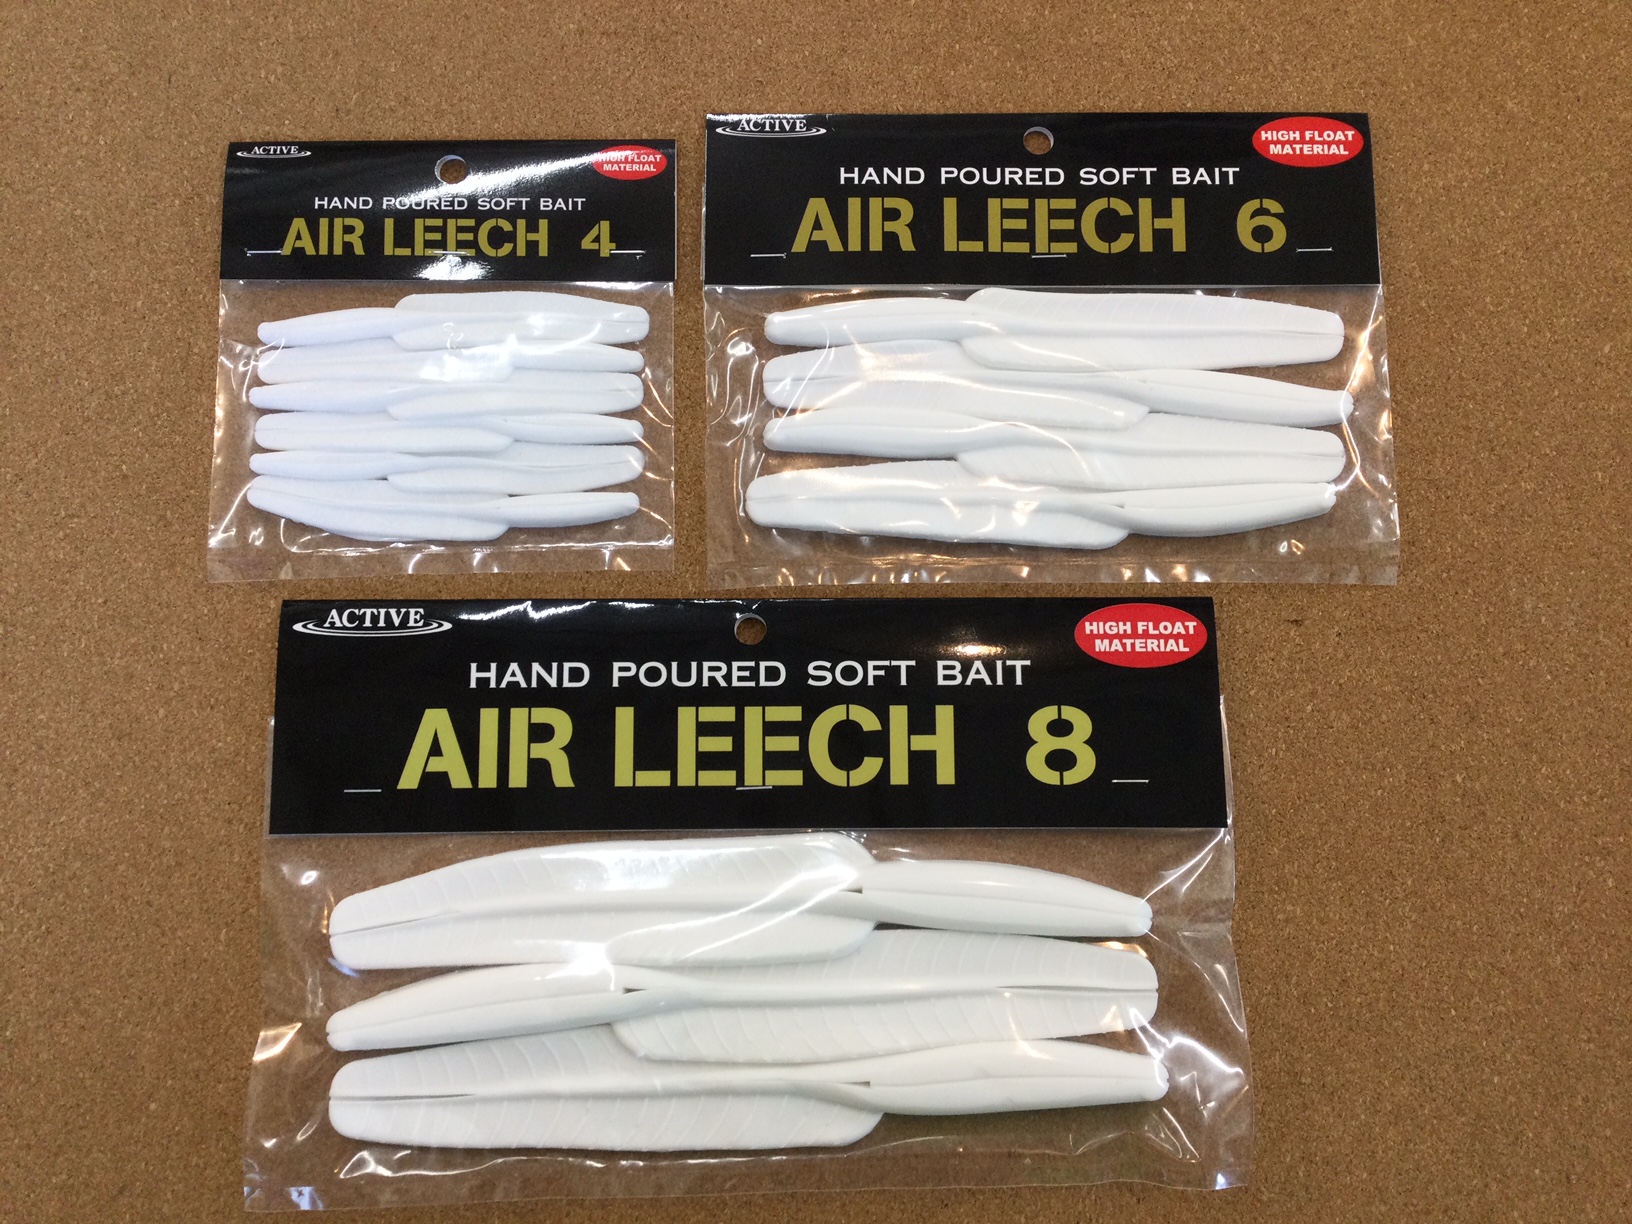 ACTIVE
HIGH FLOAT
MATERIAL
HAND POURED SOFT BAIT
AIR LEECH 4
ACTIVE
HIGH FLOAT
MATERIAL
HAND POURED SOFT BAIT
AIR LEECH 6
ACTIVE
HIGH FLOAT
MATERIAL
HAND POURED SOFT BAIT
AIR LEECH 8